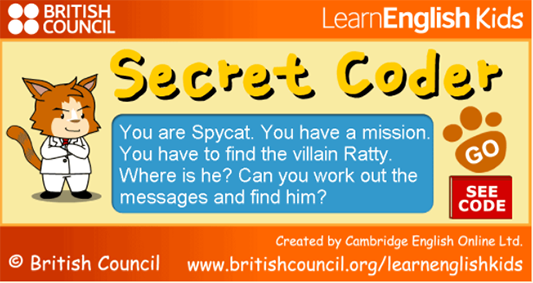 BRITISH
COUNCIL
LearnEnglish Kids
Secret Coder
You are Spycat. You have a mission.
You have to find the villain Ratty.
Where is he? Can you work out the
messages and find him?
GO
SEE
CODE
Created by Cambridge English Online Ltd.
© British Council www.britishcouncil.org/learnenglishkids